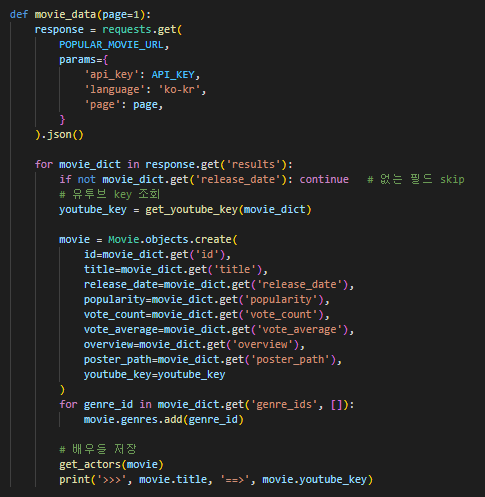 def movie_data(page=1):
    response = requests.get(
        POPULAR_MOVIE_URL,
        params={
            'api_key': API_KEY,
            'language': 'ko-kr',
            'page': page,
        }
    ).json()

    for movie_dict in response.get('results'):
        if not movie_dict.get('release_date'): continue   # 없는 필드 skip
        # 유투브 key 조회
        youtube_key = get_youtube_key(movie_dict)

        movie = Movie.objects.create(
            id=movie_dict.get('id'),
            title=movie_dict.get('title'),
            release_date=movie_dict.get('release_date'),
            popularity=movie_dict.get('popularity'),
            vote_count=movie_dict.get('vote_count'),
            vote_average=movie_dict.get('vote_average'),
            overview=movie_dict.get('overview'),
            poster_path=movie_dict.get('poster_path'),
            youtube_key=youtube_key
        )
        for genre_id in movie_dict.get('genre_ids', []):
            movie.genres.add(genre_id)

        # 배우들 저장
        get_actors(movie)
        print('>>>', movie.title, '==>', movie.youtube_key)